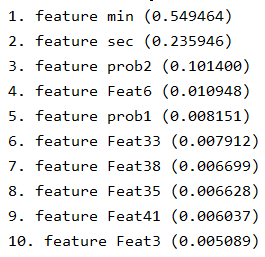 1. feature min (0.549464)
2. feature sec (0.235946)
3. feature prob2 (0.101400)
4. feature Feat6 (0.010948)
5. feature prob1 (0.008151)
6. feature Feat33 (0.007912)
7. feature Feat38 (0.006699)
8. feature Feat35 (0.006628)
9. feature Feat41 (0.006037)
10. feature Feat3 (0.005089)